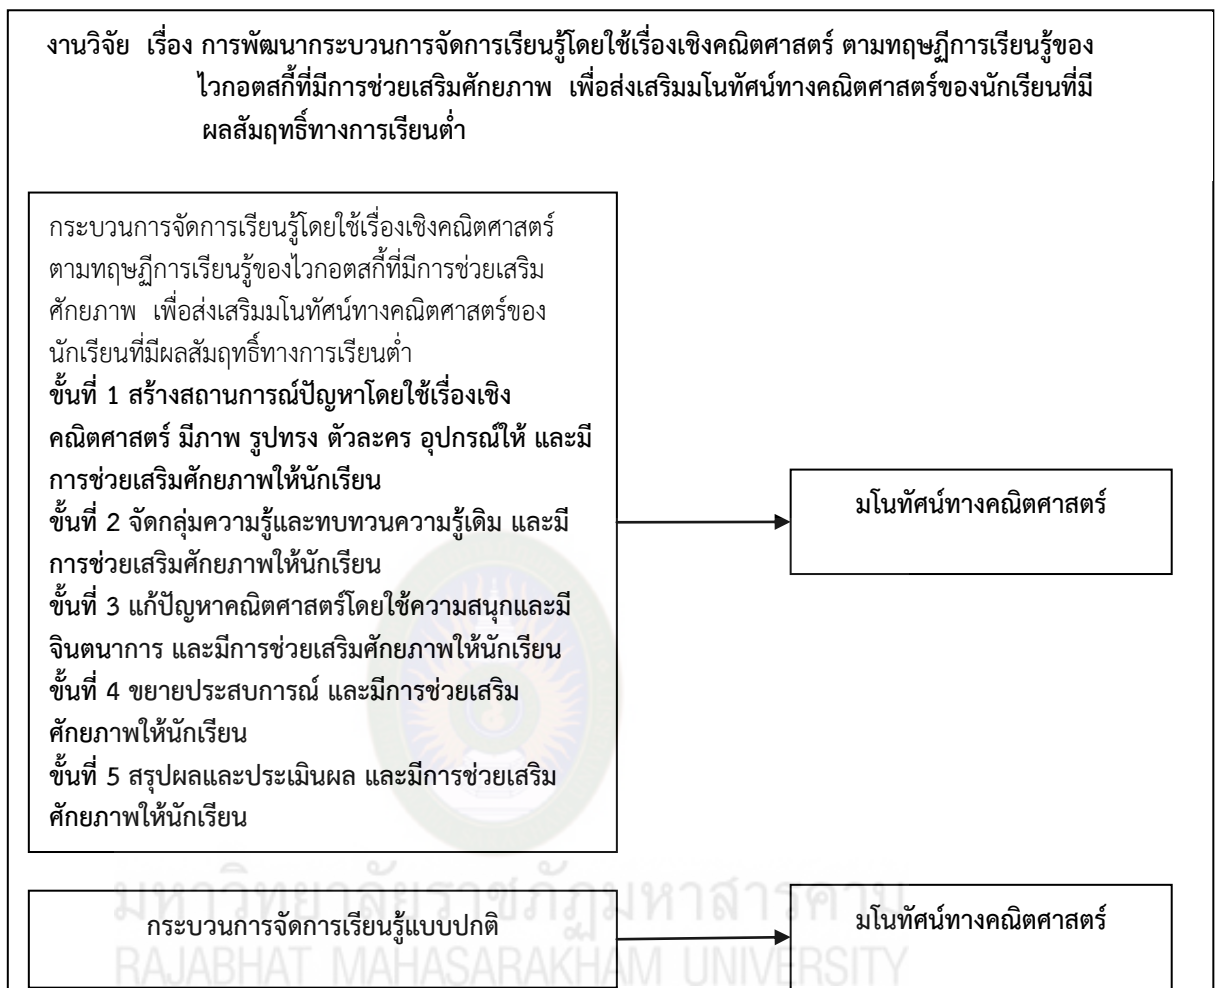 งานวิจัย เรื่อง การพัฒนากระบวนการจัดการเรียนรู้โดยใช้เรื่องเชิงคณิตศาสตร์ ตามทฤษฎีการเรียนรู้ของ
ไวกอตสกี้ที่มีการช่วยเสริมศักยภาพ เพื่อส่งเสริมมโนทัศน์ทางคณิตศาสตร์ของนักเรียนที่มี
ผลสัมฤทธิ์ทางการเรียนต่ำ
กระบวนการจัดการเรียนรู้โดยใช้เรื่องเชิงคณิตศาสตร์
ตามทฤษฎีการเรียนรู้ของไวกอตสกี้ที่มีการช่วยเสริม
ศักยภาพ เพื่อส่งเสริมมโนทัศน์ทางคณิตศาสตร์ของ
นักเรียนที่มีผลสัมฤทธิ์ทางการเรียนต่ำ
ขั้นที่ 1 สร้างสถานการณ์ปัญหาโดยใช้เรื่องเชิง
คณิตศาสตร์ มีภาพ รูปทรง ตัวละคร อุปกรณ์ให้ และมี
การช่วยเสริมศักยภาพให้นักเรียน
ขั้นที่ 2 จัดกลุ่มความรู้และทบทวนความรู้เดิม และมี
การช่วยเสริมศักยภาพให้นักเรียน
ขั้นที่ 3 แก้ปัญหาคณิตศาสตร์โดยใช้ความสนุกและมี
จินตนาการ และมีการช่วยเสริมศักยภาพให้นักเรียน
ขั้นที่ 4 ขยายประสบการณ์ และมีการช่วยเสริม
ศักยภาพให้นักเรียน
ขั้นที่ 5 สรุปผลและประเมินผล และมีการช่วยเสริม
ศักยภาพให้นักเรียน
มโนทัศน์ทางคณิตศาสตร์
กระบวนการจัดการเรียนรู้แบบปกติ
มโนทัศน์ทางคณิตศาสตร์
มหาวิทยาลัยราชภัฏมหาสารคาม
RAJABHAT MAHASARAKHAM UNIVERSITY